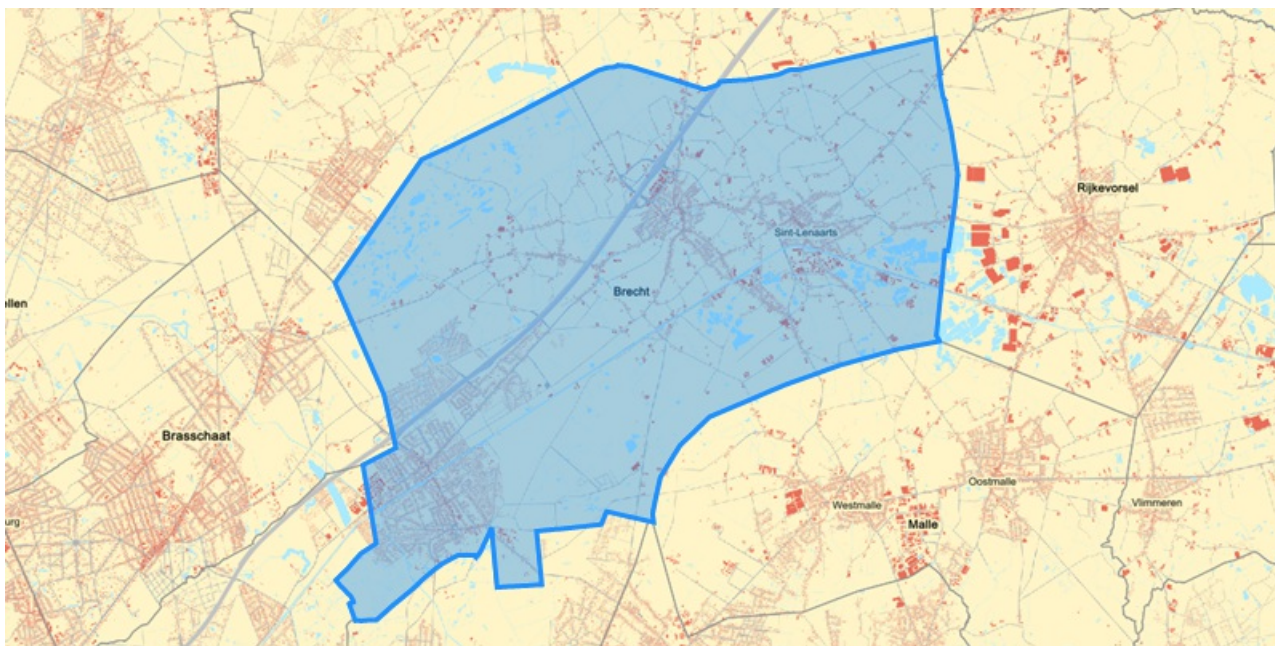 Rijkevorsel
Sint-Lenaarts
Brecht
ellen
Brasschaat
Oostmalle
Westmalle
Vlimmeren
Malle
urg